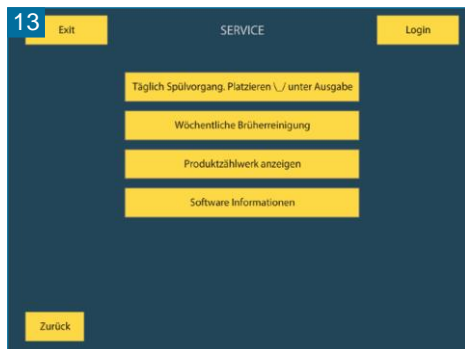 13
Exit
SERVICE
Login
Täglich Spülvorgang. Platzieren \_/ unter Ausgabe
Wöchentliche Brüherreinigung
Produktzählwerk anzeigen
Software Informationen
Zurück